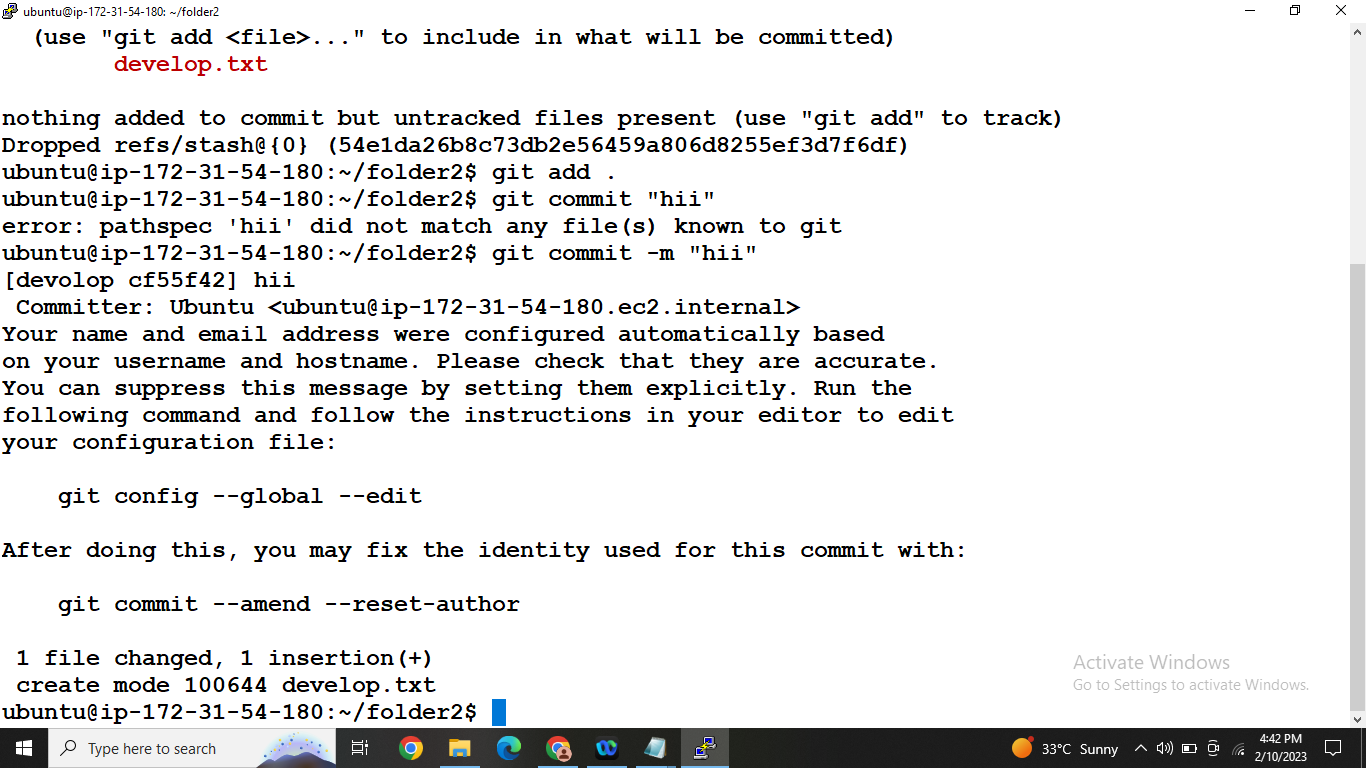 ubuntu@ip-172-31-54-180: ~/folder2
(use "git add <file>..." to include in what will be committed)
develop.txt
nothing added to commit but untracked files present (use "git add" to track)
Dropped refs/stash@{0} (54e1da26b8c73db2e56459a806d8255ef3d7f6df)
ubuntu@ip-172-31-54-180:~/folder2$ git add .
ubuntu@ip-172-31-54-180:~/folder2$ git commit "hii"
error: pathspec 'hii' did not match any file(s) known to git
ubuntu@ip-172-31-54-180:~/folder2$ git commit -m "hii"
[devolop cf55f42] hii
Committer: Ubuntu <ubuntu@ip-172-31-54-180.ec2.internal>
Your name and email address were configured automatically based
on your username and hostname. Please check that they are accurate.
You can suppress this message by setting them explicitly. Run the
following command and follow the instructions in your editor to edit
your configuration file:
git config --global --edit
After doing this, you may fix the identity used for this commit with:
git commit --amend --reset-author
1 file changed, 1 insertion(+)
create mode 100644 develop.txt
ubuntu@ip-172-31-54-180:~/folder2$
Activate Windows
Go to Settings to activate Windows.
Type here to search
33°C Sunny
4:42 PM
2/10/2023